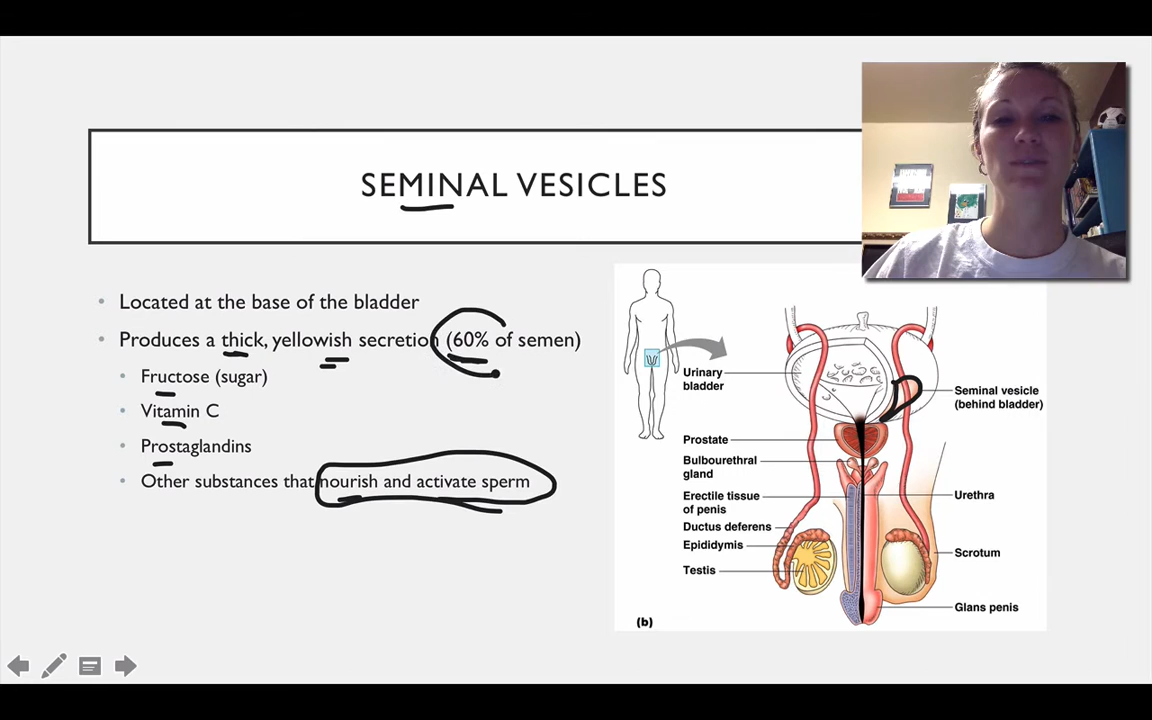 SEMINAL VESICLES
Located at the base of the bladder
Produces a thick, yellowish secretion (60% of semen)
Fructose (sugar)
Vitamin C
Prostaglandins
Other substances that nourish and activate sperm
Urinary
bladder
Prostate
Bulbourethral
gland
Erectile tissue
of penis
Ductus deferens
Epididymis
Testis
Seminal vesicle
(behind bladder)
Urethra
Scrotum
Glans penis
(b)